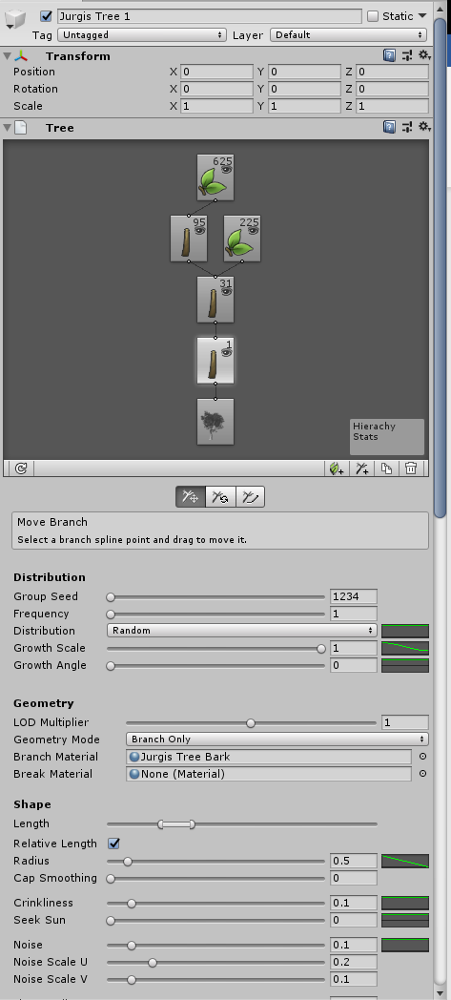 Jurgis Tree 1 Static
Tag Untagged Layer Default
Transform
Position X 0 Y 0 Z 0
Rotation X 0 Y 0 Z 0
Scale X 1 Y 1 Z 1
Tree
625
95 225
31
1
Hierachy
Stats
Move Branch
Select a branch spline point and drag to move it.
Distribution
Group Seed 1234
Frequency 1
Distribution Random
Growth Scale 1
Growth Angle 0
Geometry
LOD Multiplier 1
Geometry Mode Branch Only
Branch Material Jurgis Tree Bark
Break Material None (Material)
Shape
Length
Relative Length
Radius 0.5
Cap Smoothing 0
Crinkliness 0.1
Seek Sun 0
Noise 0.1
Noise Scale U 0.2
Noise Scale V 0.1